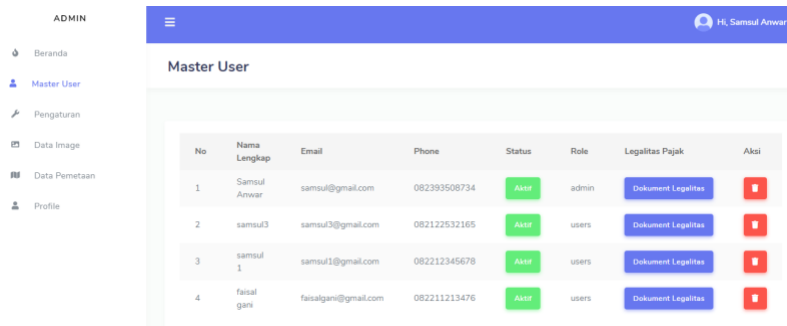 ADMIN
Hi, Samsul Anwar
Beranda
Master User
Pengaturan
Data Image
Data Pemetaan
Profile
Master User
No Nama Lengkap Email Phone Status Role Legalitas Pajak Aksi
1 Samsul Anwar samsul@gmail.com 082393508734 Aktif admin Dokument Legalitas
2 samsul3 samsul3@gmail.com 082122532165 Aktif users Dokument Legalitas
3 samsul 1 samsul1@gmail.com 082212345678 Aktif users Dokument Legalitas
4 faisal gani faisalgani@gmail.com 082211213476 Aktif users Dokument Legalitas